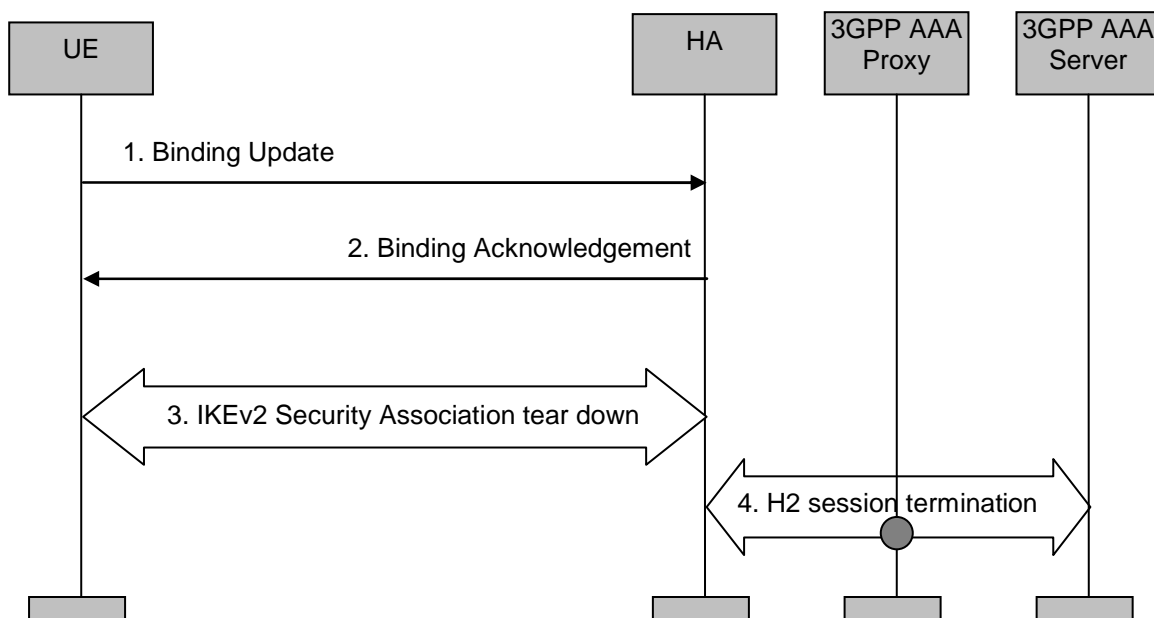 UE
HA
3GPP AAA
Proxy
3GPP AAA
Server
1. Binding Update
2. Binding Acknowledgement
3. IKEv2 Security Association tear down
4. H2 session termination